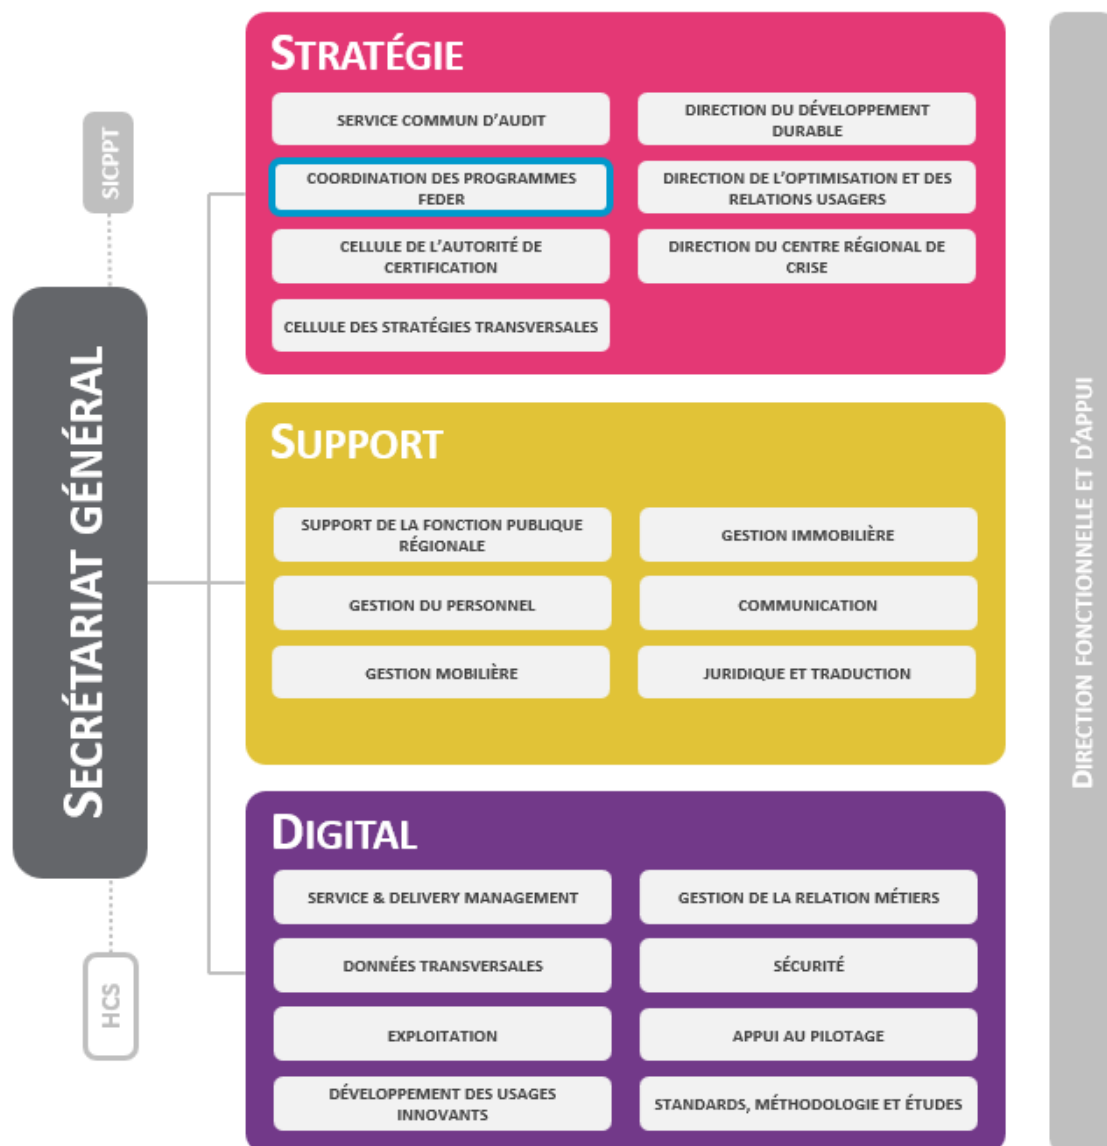 SICPPT
SECRÉTARIAT GÉNÉRAL
HCS
STRATÉGIE
SERVICE COMMUN D'AUDIT
COORDINATION DES PROGRAMMES
FEDER
CELLULE DE L'AUTORITÉ DE
CERTIFICATION
CELLULE DES STRATÉGIES TRANSVERSALES
DIRECTION DU DÉVELOPPEMENT
DURABLE
DIRECTION DE L'OPTIMISATION ET DES
RELATIONS USAGERS
DIRECTION DU CENTRE RÉGIONAL DE
CRISE
SUPPORT
SUPPORT DE LA FONCTION PUBLIQUE
RÉGIONALE
GESTION DU PERSONNEL
GESTION MOBILIÈRE
GESTION IMMOBILIÈRE
COMMUNICATION
JURIDIQUE ET TRADUCTION
DIGITAL
SERVICE & DELIVERY MANAGEMENT
DONNÉES TRANSVERSALES
EXPLOITATION
DÉVELOPPEMENT DES USAGES
INNOVANTS
GESTION DE LA RELATION MÉTIERS
SÉCURITÉ
APPUI AU PILOTAGE
STANDARDS, MÉTHODOLOGIE ET ÉTUDES
DIRECTION FONCTIONNELLE ET D'APPUI